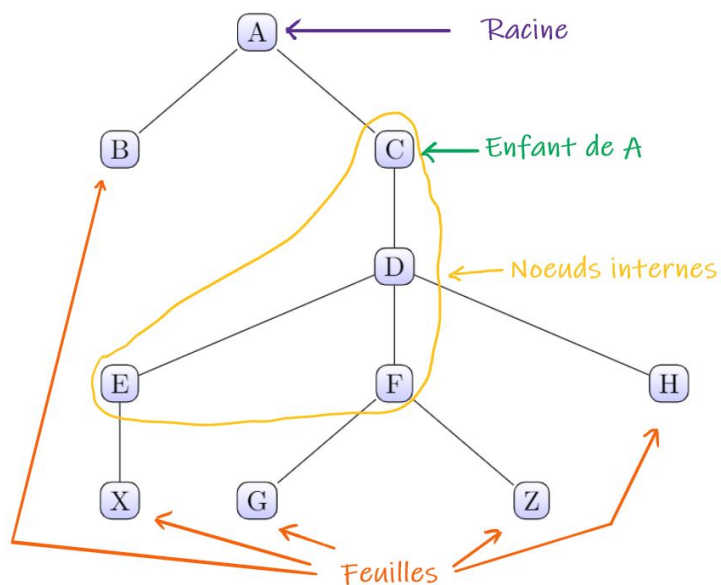 A
Racine
B
C
Enfant de A
D
Noeuds internes
E
F
H
X
G
Z
Feuilles